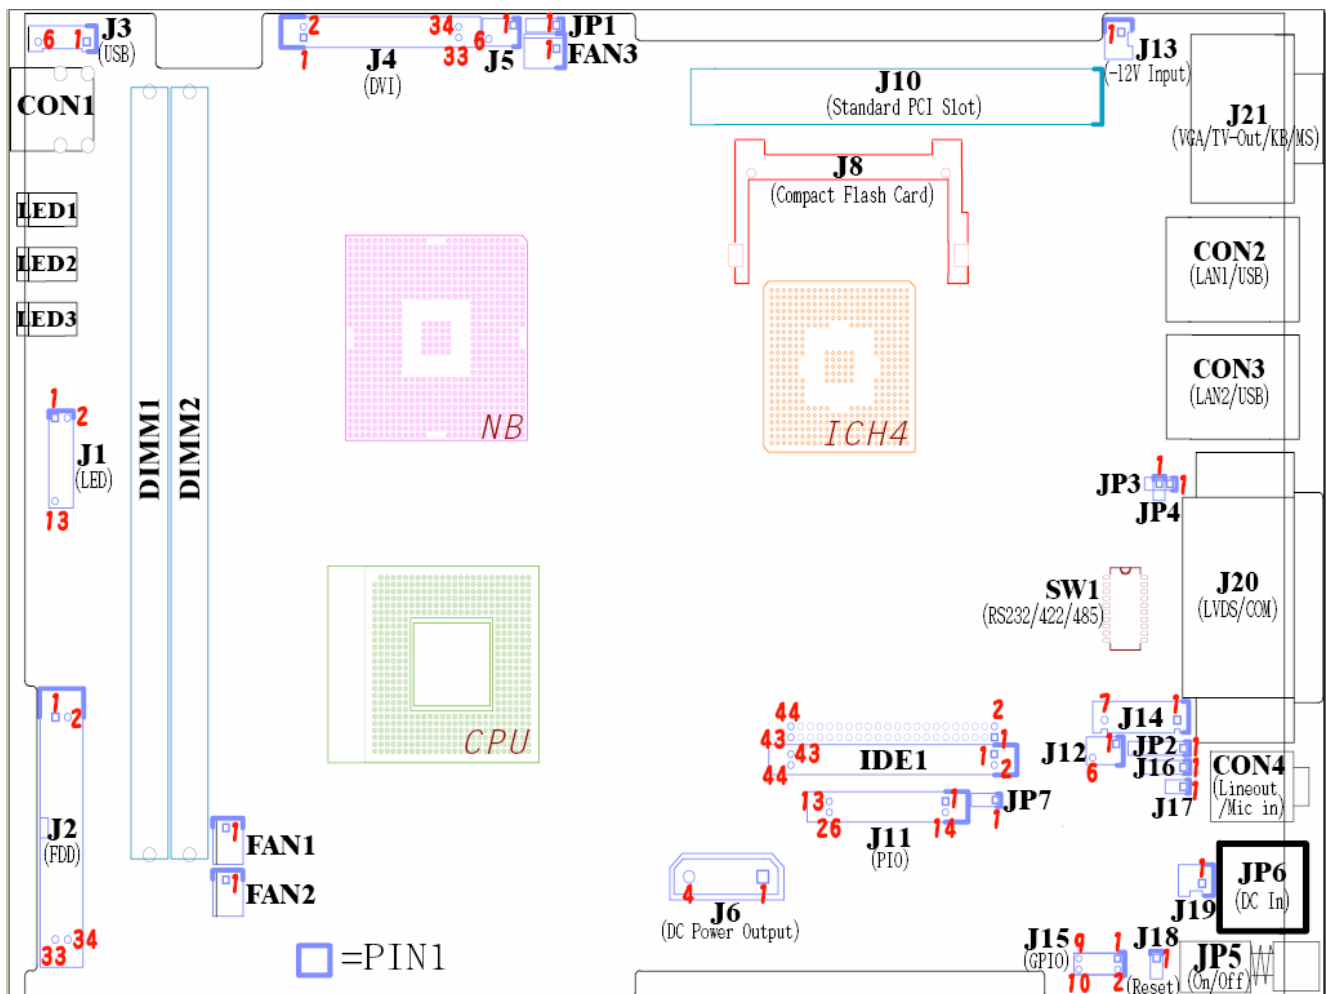 J3
(USB)
6 1
CON1
LED1
LED2
LED3
2 34
1 33
J4
(DVI)
1
6 J5
1 JP1
1 FAN3
1 J13
(-12V Input)
J10
(Standard PCI Slot)
J21
(VGA/TV-Out/KB/MS)
J8
(Compact Flash Card)
CON2
(LAN1/USB)
CON3
(LAN2/USB)
NB
ICH4
1 2
J1
(LED)
13
DIMM1
DIMM2
1
JP3 1
JP4
SW1
(RS232/422/485)
J20
(LVDS/COM)
CPU
1 2
J2
(FDD)
33 34
44 2
43 1
43 IDE1 1
44 2
7 1
J14
1
J12
6
JP2 1
J16 1
J17 1
CON4
(Lineout
/Mic in)
13 1
26 14
J11
(PIO)
JP7
1
1 FAN1
1 FAN2
4 1
J6
(DC Power Output)
1
J19
JP6
(DC In)
J15
(GPIO)
9 1
10 2
J18
1
(Reset)
JP5
(On/Off)
=PIN1